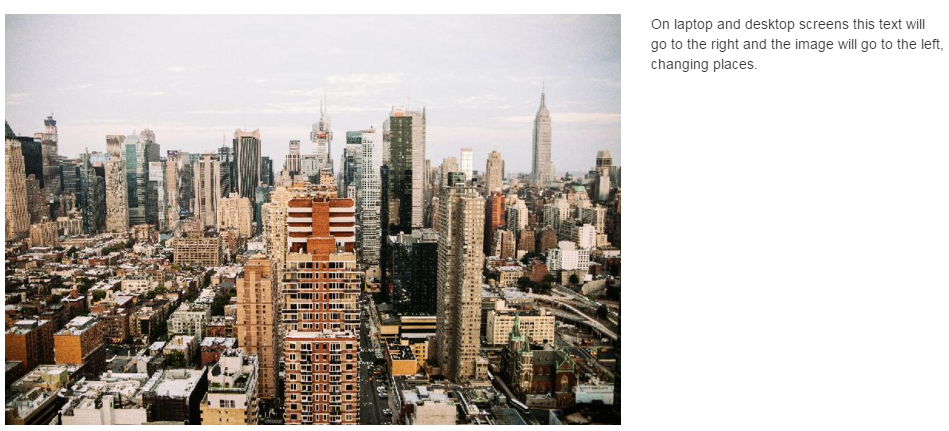 On laptop and desktop screens this text will
go to the right and the image will go to the left,
changing places.